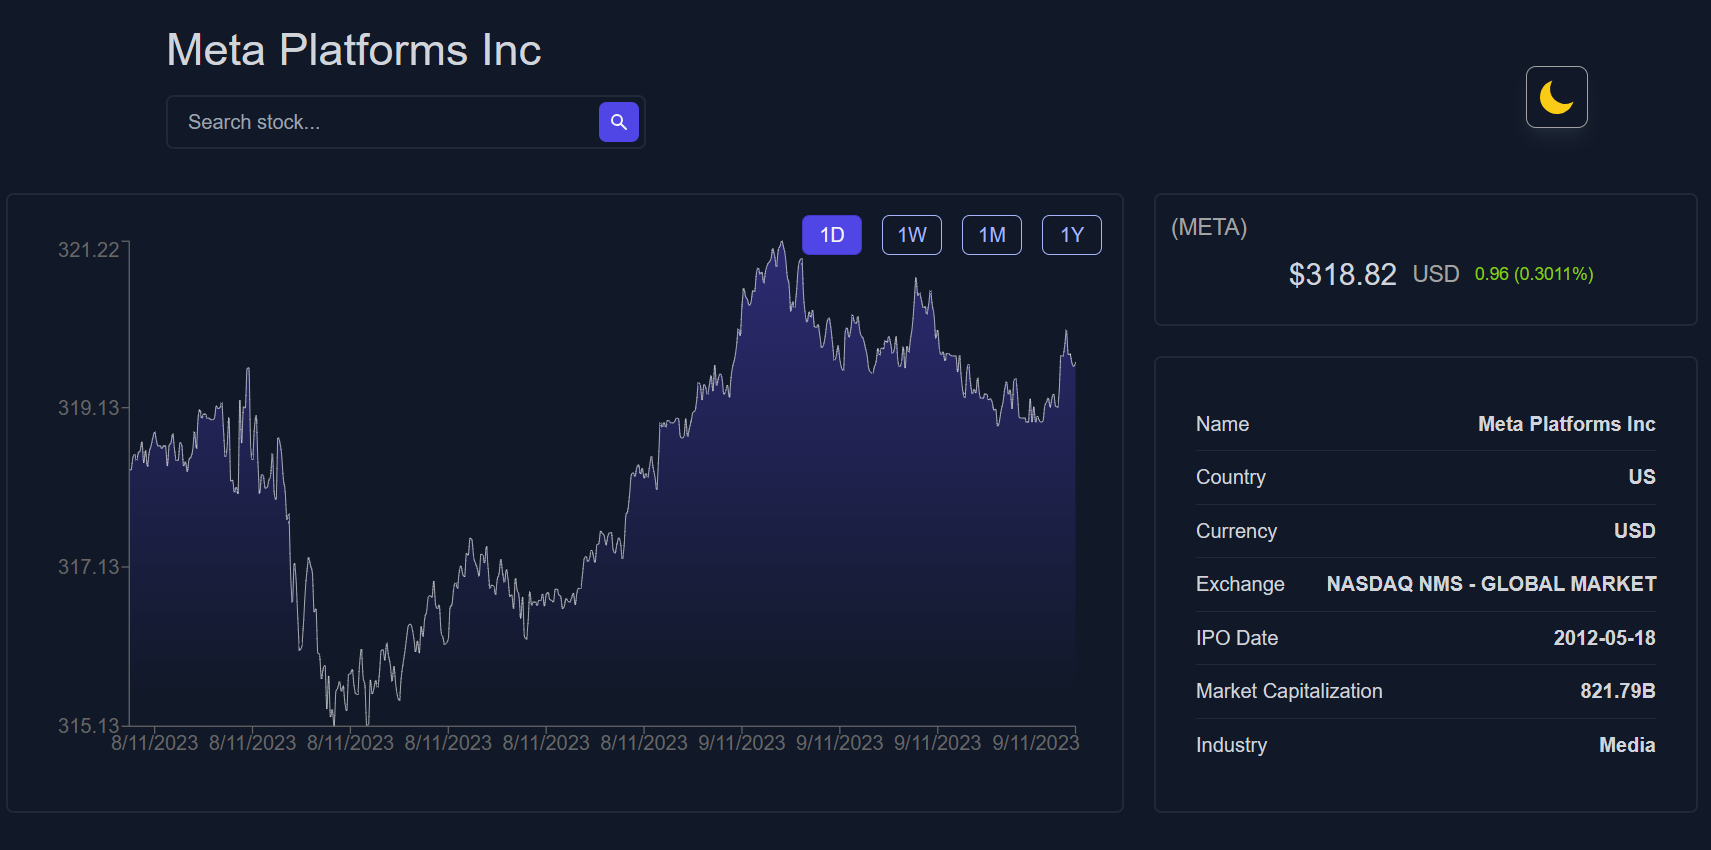 Meta Platforms Inc
Search stock...
1D 1W 1M 1Y
321.22
319.13
317.13
315.13
8/11/2023 8/11/2023 8/11/2023 8/11/2023 8/11/2023 8/11/2023 9/11/2023 9/11/2023 9/11/2023 9/11/2023
(META)
$318.82 USD 0.96 (0.3011%)
Name Meta Platforms Inc
Country US
Currency USD
Exchange NASDAQ NMS - GLOBAL MARKET
IPO Date 2012-05-18
Market Capitalization 821.79B
Industry Media